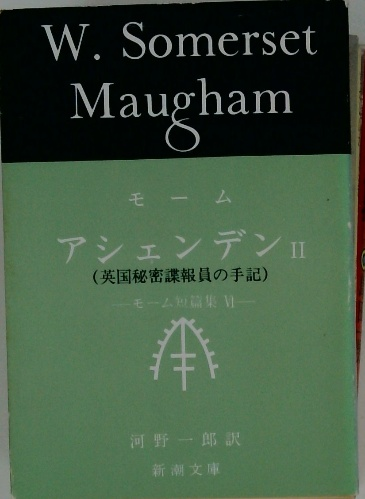 W. Somerset
Maugham
モーム
アシェンデンⅡ
(英国秘密諜報員の手記)
―モーム短篇集 Ⅵ―
河野一郎訳
新潮文庫